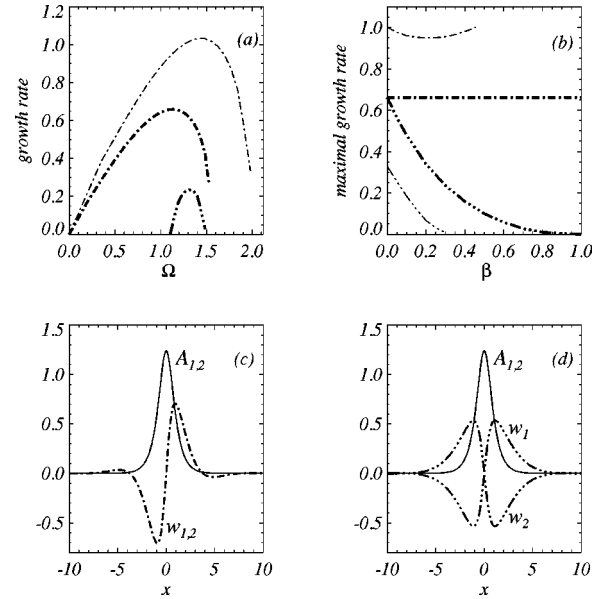 (a)
growth rate
1.2
1.0
0.8
0.6
0.4
0.2
0.0
0.0 0.5 1.0 1.5 2.0
Ω
(b)
maximal growth rate
1.0
0.8
0.6
0.4
0.2
0.0
0.0 0.2 0.4 0.6 0.8 1.0
β
(c)
A1,2
w1,2
1.5
1.0
0.5
0.0
-0.5
-10 -5 0 5 10
x
(d)
A1,2
w1
w2
1.5
1.0
0.5
0.0
-0.5
-10 -5 0 5 10
x